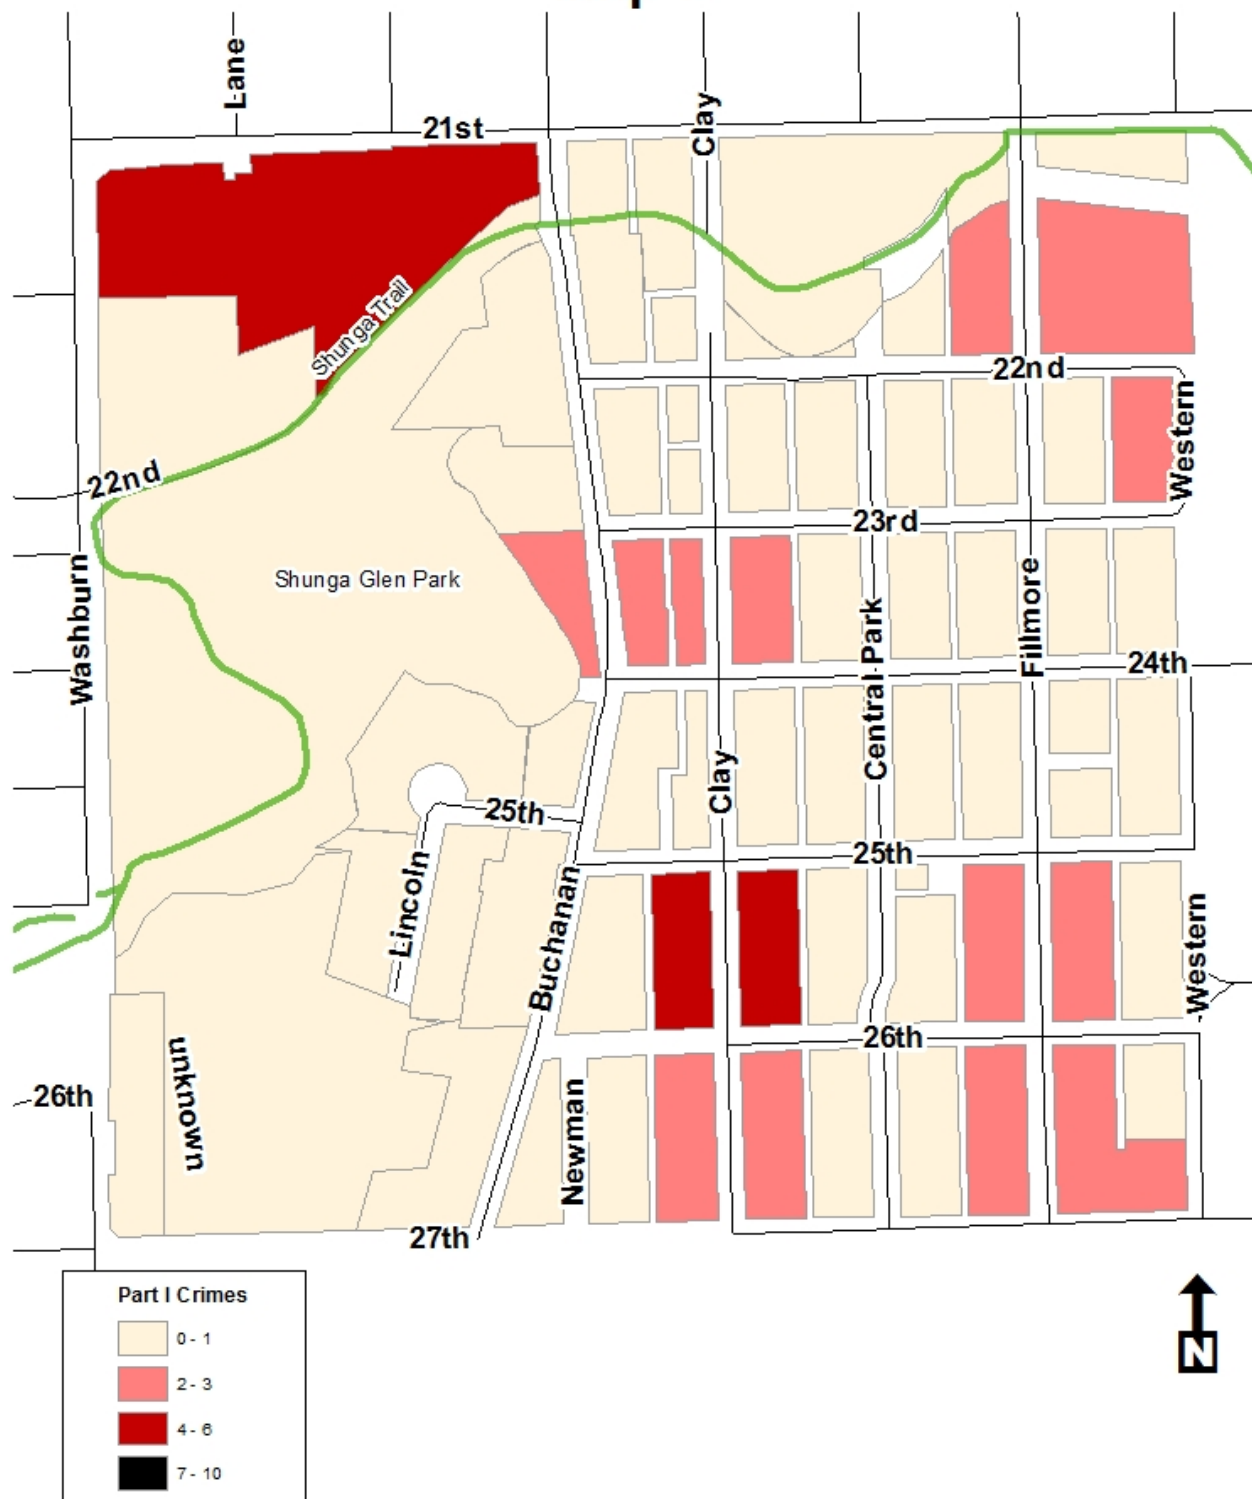 Lane
21st
Clay
Shunga Trail
22nd
Western
22nd
23rd
Shunga Glen Park
Washburn
Fillmore
Central Park
24th
Clay
25th
25th
Lincoln
Buchanan
Western
26th
unknown
26th
Newman
27th
Part I Crimes
0 - 1
2 - 3
4 - 6
7 - 10
N